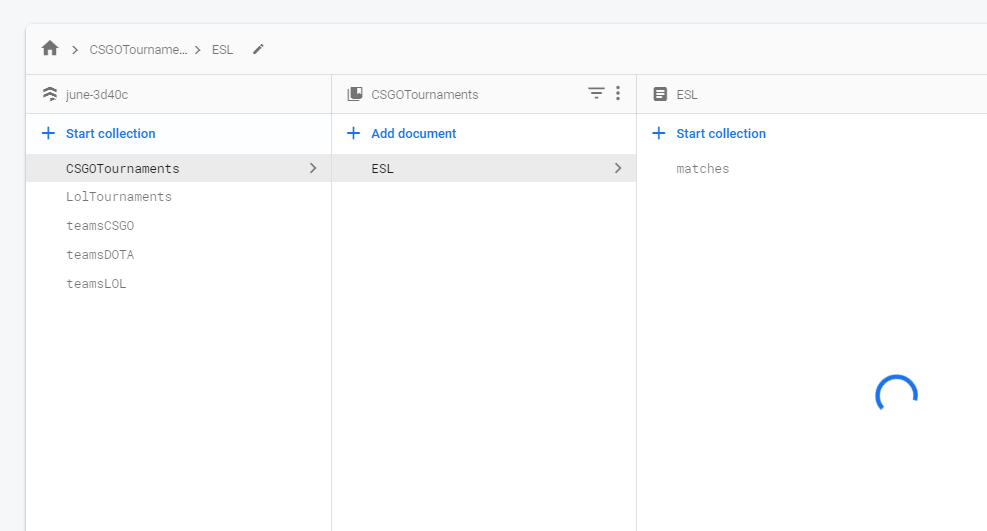 CSGOTourname... > ESL
june-3d40c
CSGOTournaments
ESL
+ Start collection
+ Add document
+ Start collection
CSGOTournaments
ESL
matches
LolTournaments
teamsCSGO
teamsDOTA
teamsLOL